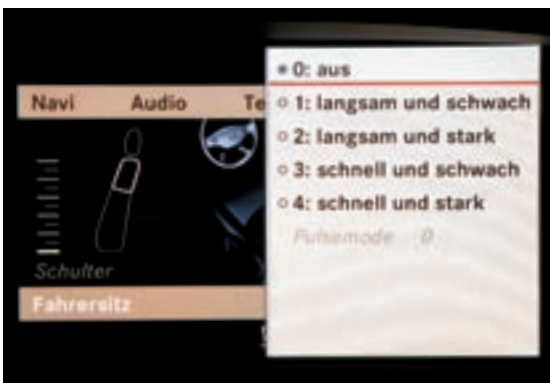 Navi Audio Te
Schulter
Fahrersitz
0: aus
1: langsam und schwach
2: langsam und stark
3: schnell und schwach
4: schnell und stark
Pulsemode 0